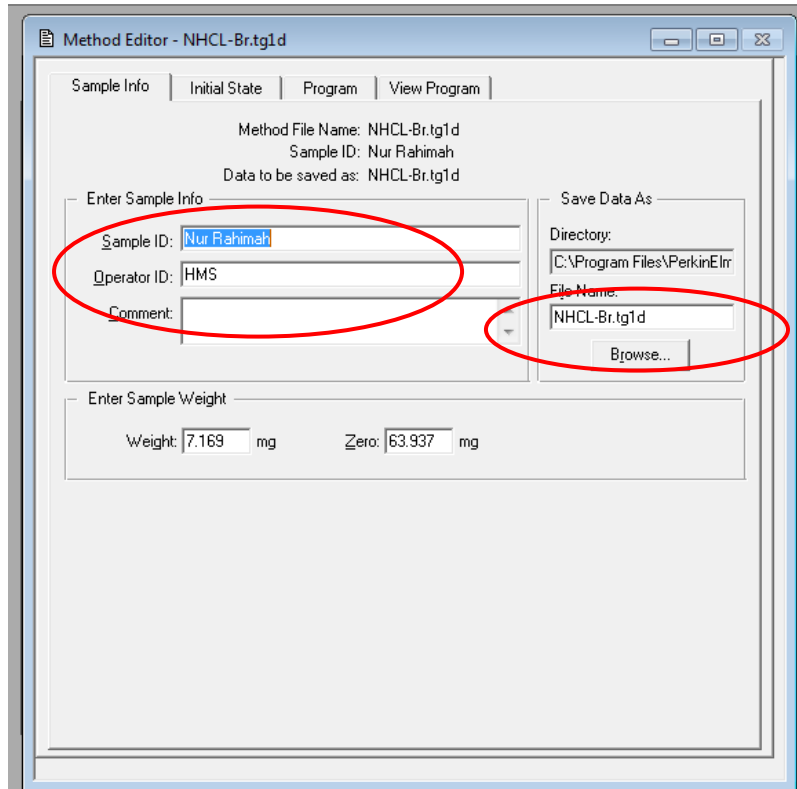 Method Editor - NHCL-Br.tg1d
Sample Info Initial State Program View Program
Method File Name: NHCL-Br.tg1d
Sample ID: Nur Rahimah
Data to be saved as: NHCL-Br.tg1d
Enter Sample Info
Sample ID: Nur Rahimah
Operator ID: HMS
Comment:
Save Data As
Directory:
C:\Program Files\PerkinElm
File Name:
NHCL-Br.tg1d
Browse...
Enter Sample Weight
Weight: 7.169 mg Zero: 63.937 mg